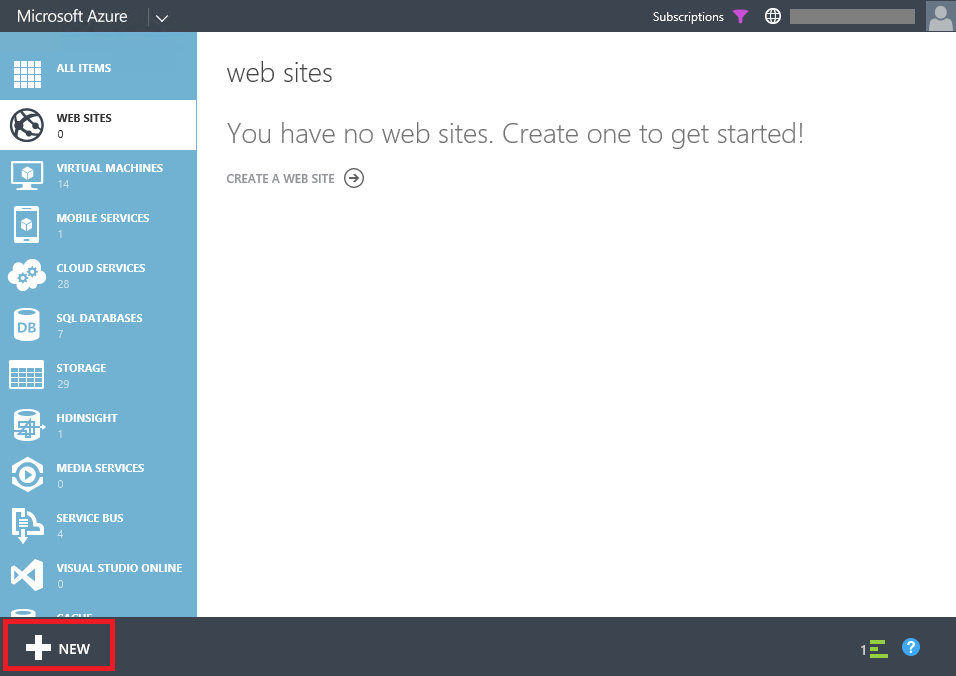 Microsoft Azure
Subscriptions
ALL ITEMS
WEB SITES
0
VIRTUAL MACHINES
14
MOBILE SERVICES
1
CLOUD SERVICES
28
SQL DATABASES
DB
7
STORAGE
29
HDINSIGHT
1
MEDIA SERVICES
0
SERVICE BUS
4
VISUAL STUDIO ONLINE
0
CACHE
web sites
You have no web sites. Create one to get started!
CREATE A WEB SITE
NEW
1
?